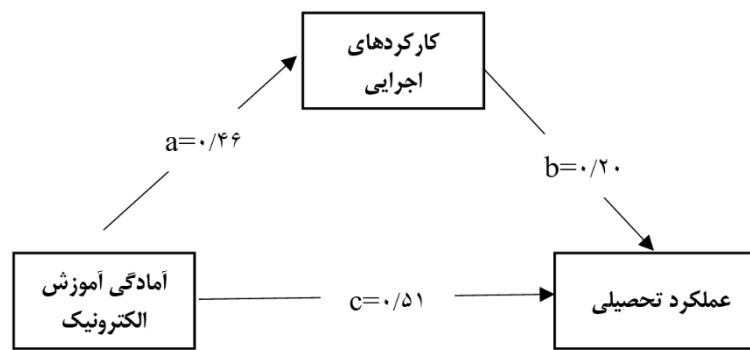 کارکردهای
اجرایی
a=۰/۴۶
b=۰/۲۰
آمادگی آموزش
الکترونیک
c=۰/۵۱
عملکرد تحصیلی